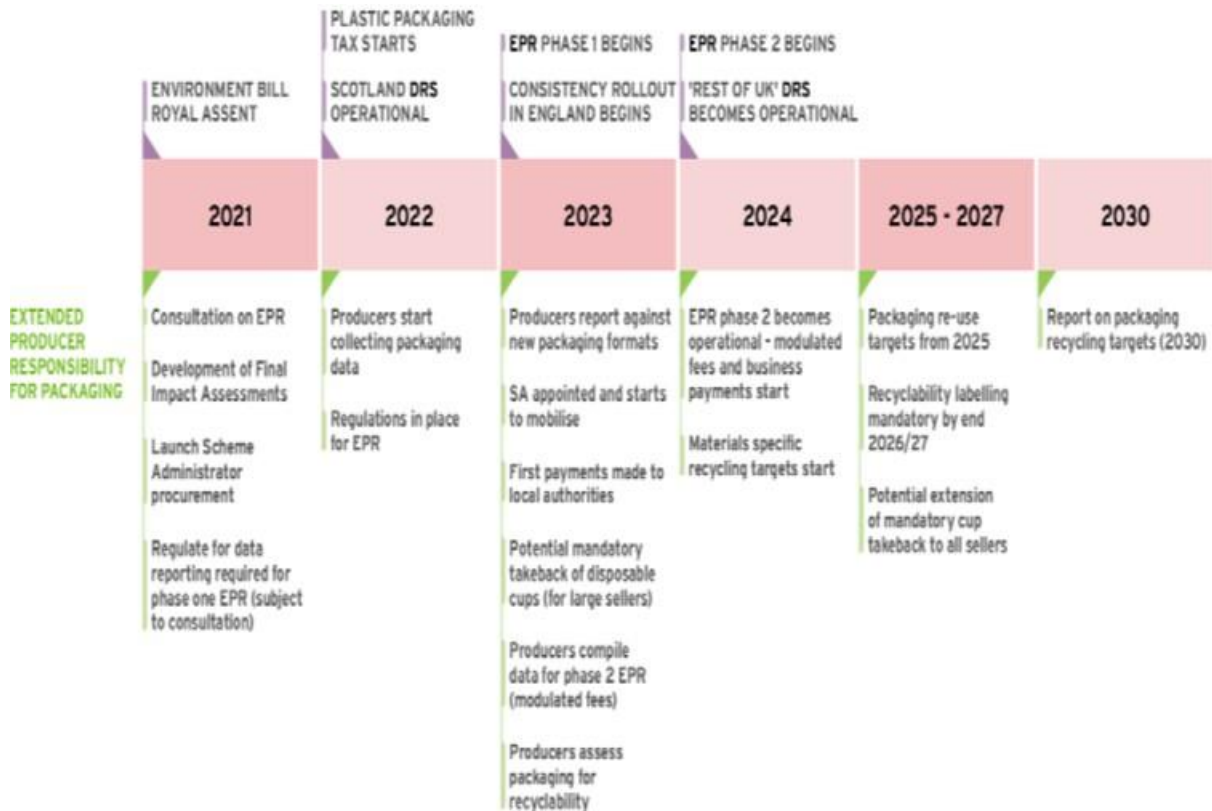 PLASTIC PACKAGING
TAX STARTS
EPR PHASE 1 BEGINS
EPR PHASE 2 BEGINS
ENVIRONMENT BILL
ROYAL ASSENT
SCOTLAND DRS
OPERATIONAL
CONSISTENCY ROLLOUT
IN ENGLAND BEGINS
'REST OF UK' DRS
BECOMES OPERATIONAL
2021
2022
2023
2024
2025 - 2027
2030
EXTENDED
PRODUCER
RESPONSIBILITY
FOR PACKAGING
Consultation on EPR
Development of Final
Impact Assessments
Launch Scheme
Administrator
procurement
Regulate for data
reporting required for
phase one EPR (subject
to consultation)
Producers start
collecting packaging
data
Regulations in place
for EPR
Producers report against
new packaging formats
SA appointed and starts
to mobilise
First payments made to
local authorities
Potential mandatory
takeback of disposable
cups (for large sellers)
Producers compile
data for phase 2 EPR
(modulated fees)
Producers assess
packaging for
recyclability
EPR phase 2 becomes
operational - modulated
fees and business
payments start
Materials specific
recycling targets start
Packaging re-use
targets from 2025
Recyclability labelling
mandatory by end
2026/27
Potential extension
of mandatory cup
takeback to all sellers
Report on packaging
recycling targets (2030)